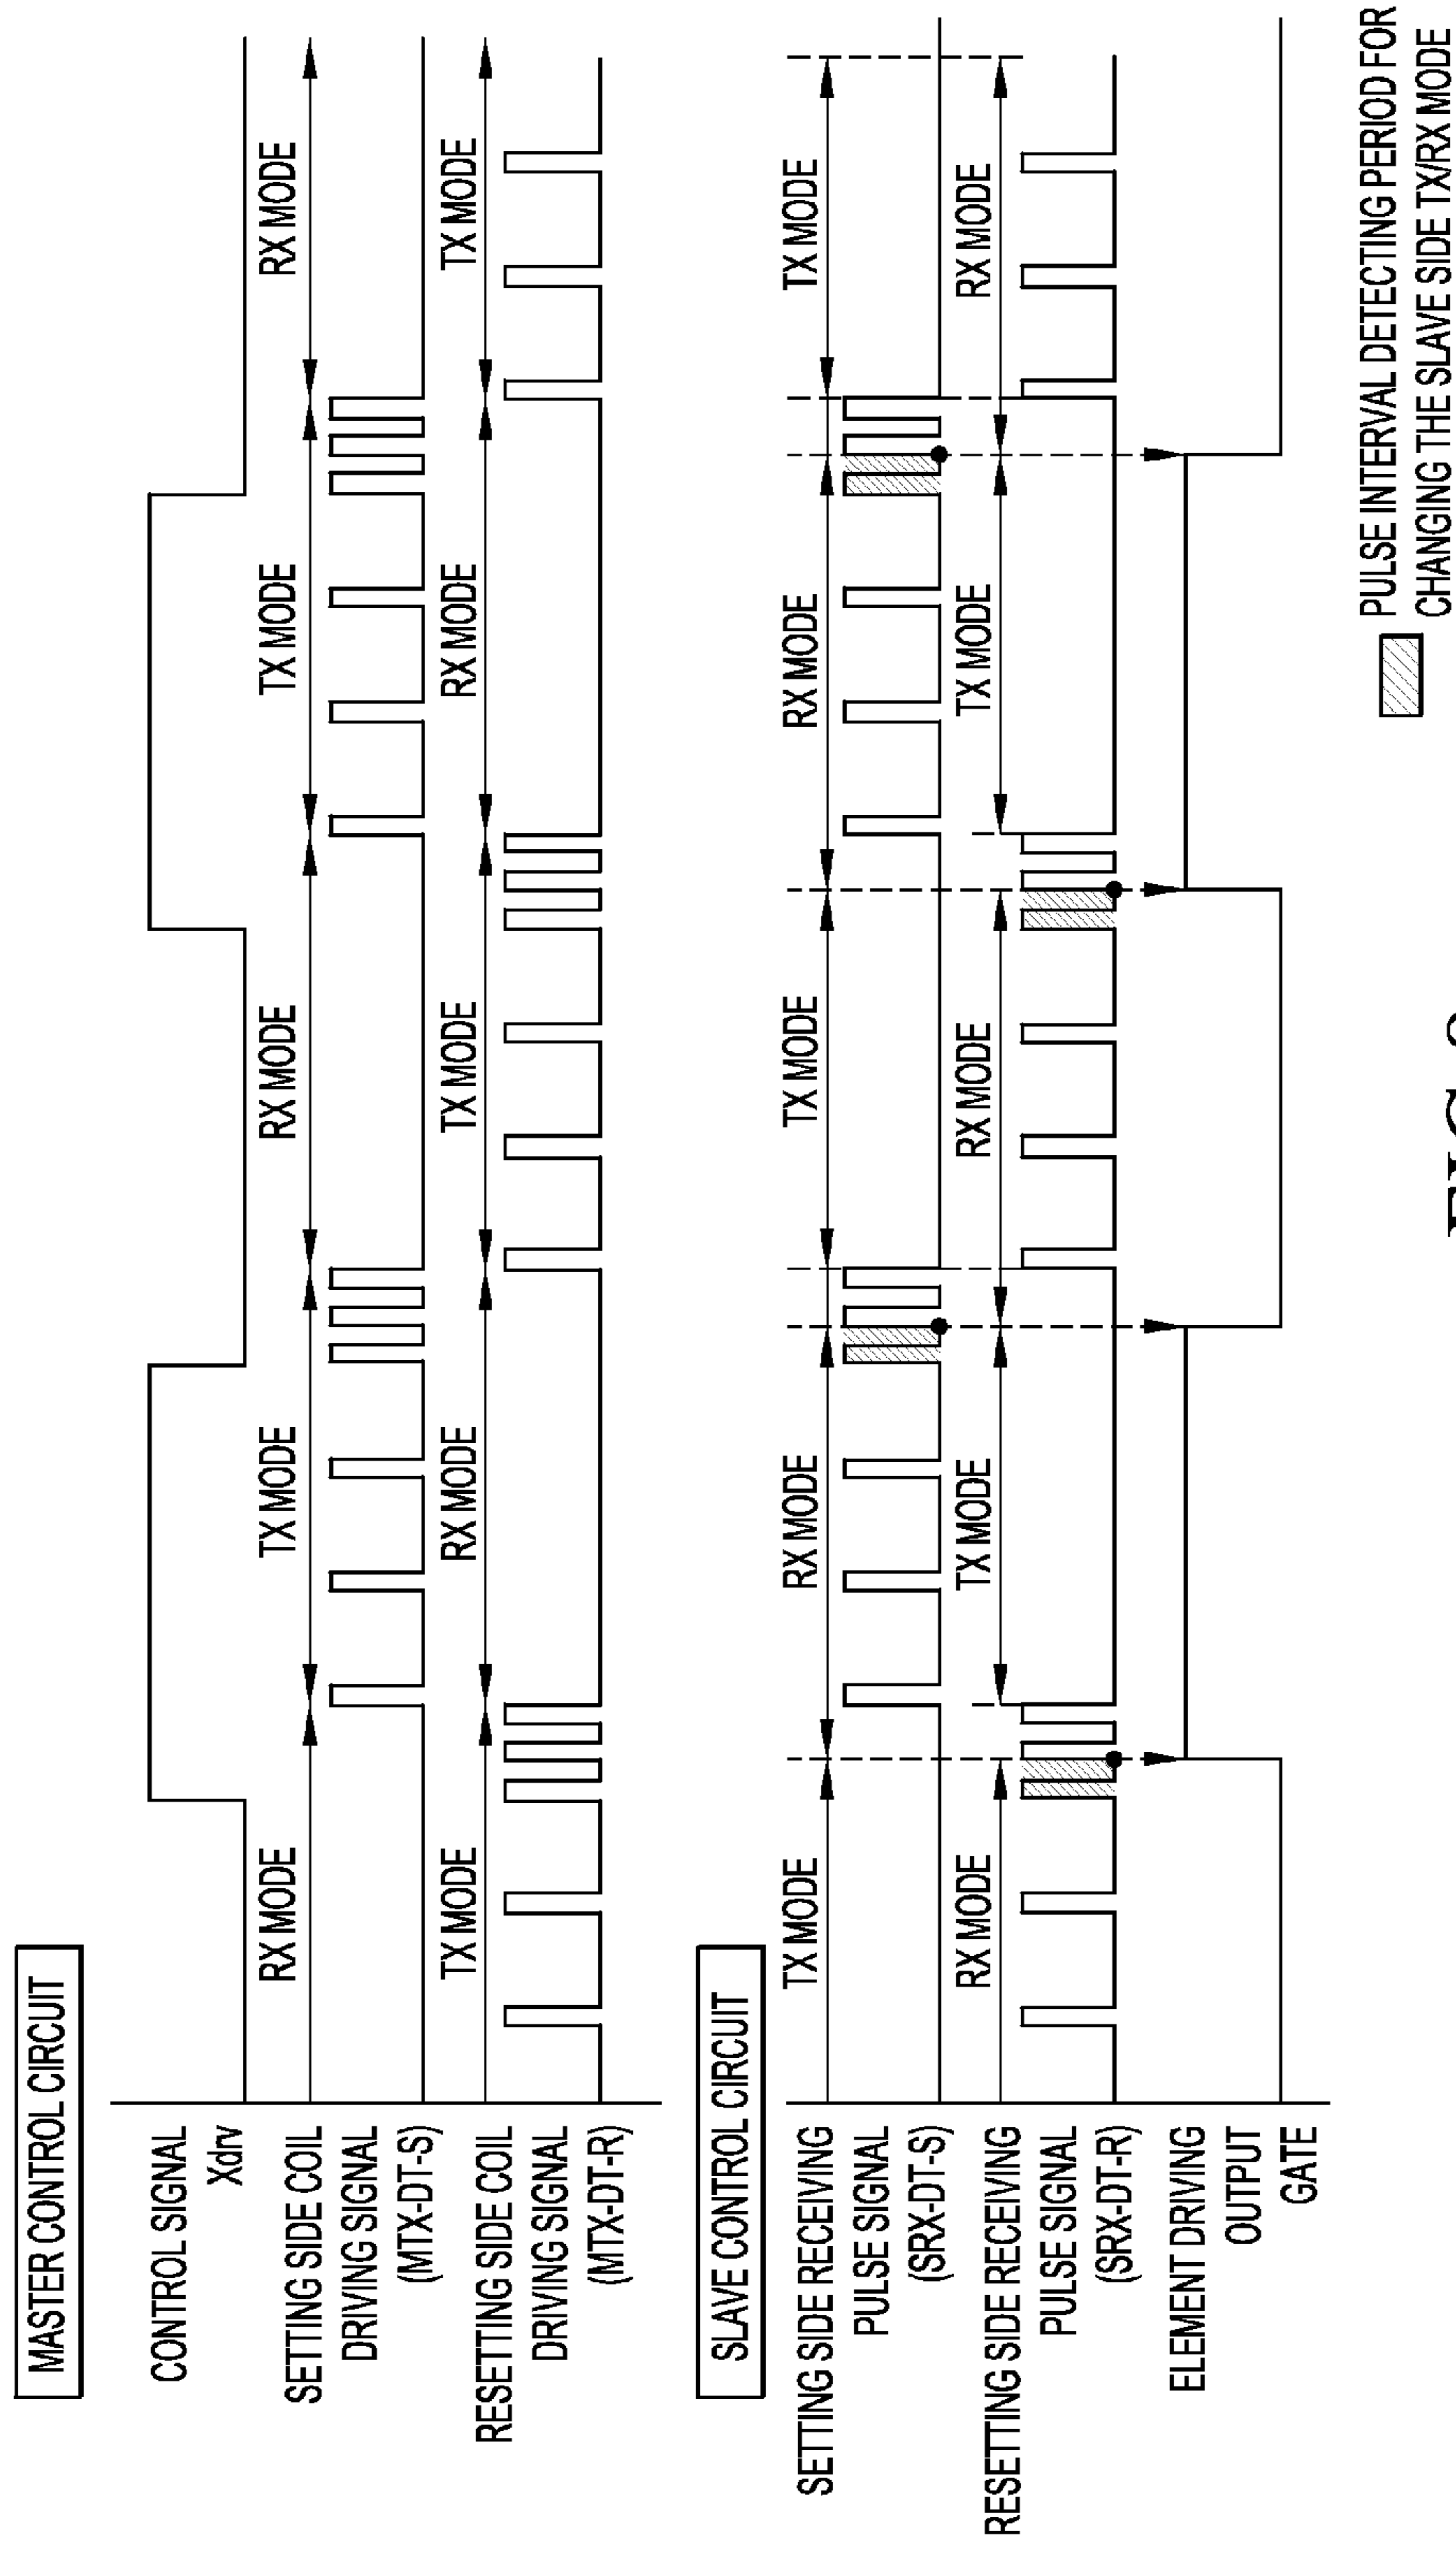 MASTER CONTROL CIRCUIT
CONTROL SIGNAL
Xdrv
RX MODE
TX MODE
RX MODE
TX MODE
RX MODE
SETTING SIDE COIL
DRIVING SIGNAL
(MTX-DT-S)
TX MODE
RX MODE
TX MODE
RX MODE
TX MODE
RESETTING SIDE COIL
DRIVING SIGNAL
(MTX-DT-R)
SLAVE CONTROL CIRCUIT
TX MODE
RX MODE
TX MODE
RX MODE
TX MODE
SETTING SIDE RECEIVING
PULSE SIGNAL
(SRX-DT-S)
RX MODE
TX MODE
RX MODE
TX MODE
RX MODE
RESETTING SIDE RECEIVING
PULSE SIGNAL
(SRX-DT-R)
ELEMENT DRIVING
OUTPUT
GATE
PULSE INTERVAL DETECTING PERIOD FOR
CHANGING THE SLAVE SIDE TX/RX MODE